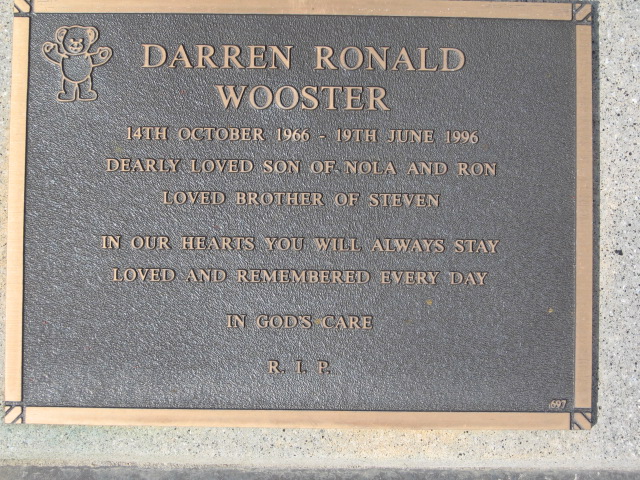 DARREN RONALD
WOOSTER
14TH OCTOBER 1966 - 19TH JUNE 1996
DEARLY LOVED SON OF NOLA AND RON
LOVED BROTHER OF STEVEN
IN OUR HEARTS YOU WILL ALWAYS STAY
LOVED AND REMEMBERED EVERY DAY
IN GOD'S CARE
R. I. P.
697